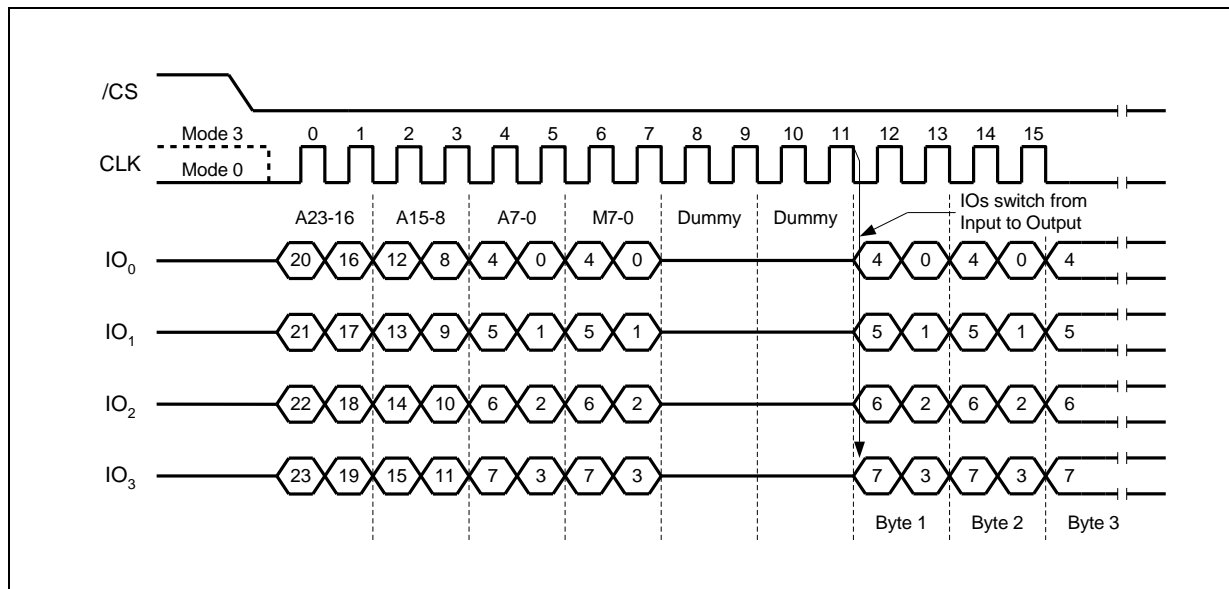 /CS
Mode 3 0 1 2 3 4 5 6 7 8 9 10 11 12 13 14 15
CLK
Mode 0
A23-16 A15-8 A7-0 M7-0 Dummy Dummy
IOs switch from
Input to Output
IO0 20 16 12 8 4 0 4 0 4 0 4 0 4
IO1 21 17 13 9 5 1 5 1 5 1 5 1 5
IO2 22 18 14 10 6 2 6 2 6 2 6 2 6
IO3 23 19 15 11 7 3 7 3 7 3 7 3 7
Byte 1 Byte 2 Byte 3